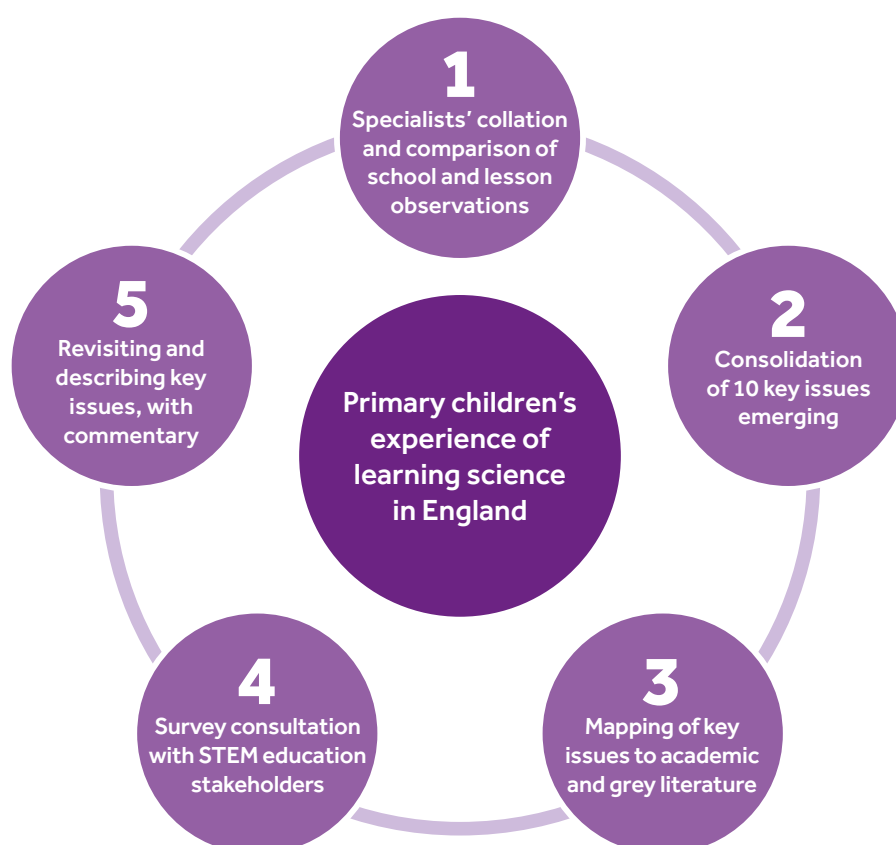 1
Specialists’ collation
and comparison of
school and lesson
observations
2
Consolidation
of 10 key issues
emerging
3
Mapping of key
issues to academic
and grey literature
4
Survey consultation
with STEM education
stakeholders
5
Revisiting and
describing key
issues, with
commentary
Primary children’s
experience of
learning science
in England